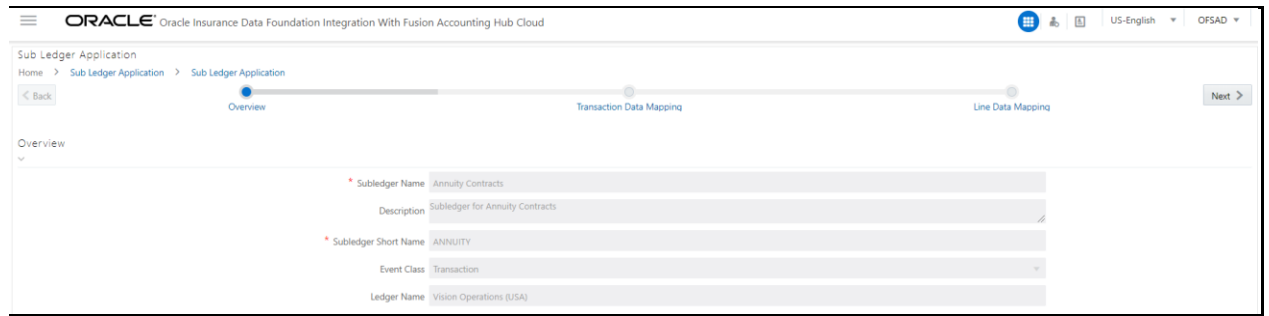 ORACLE® Oracle Insurance Data Foundation Integration With Fusion Accounting Hub Cloud US-English OFSAD
Sub Ledger Application
Home > Sub Ledger Application > Sub Ledger Application
< Back Overview Transaction Data Mapping Line Data Mapping Next >
Overview
* Subledger Name Annuity Contracts
Description Subledger for Annuity Contracts
* Subledger Short Name ANNUITY
Event Class Transaction
Ledger Name Vision Operations (USA)